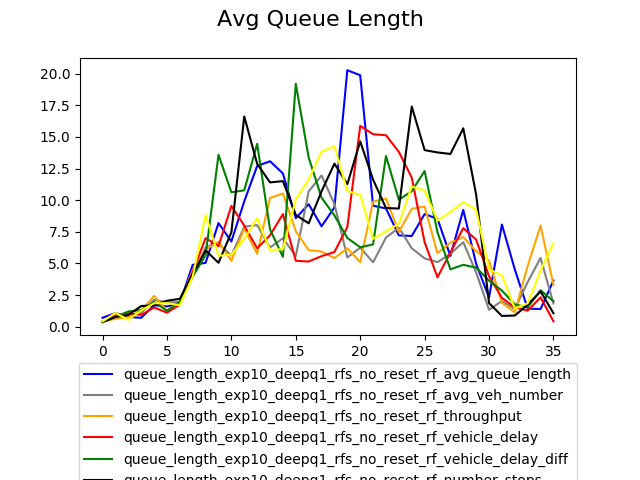 Avg Queue Length
20.0
17.5
15.0
12.5
10.0
7.5
5.0
2.5
0.0
0 5 10 15 20 25 30 35
queue_length_exp10_deepq1_rfs_no_reset_rf_avg_queue_length
queue_length_exp10_deepq1_rfs_no_reset_rf_avg_veh_number
queue_length_exp10_deepq1_rfs_no_reset_rf_throughput
queue_length_exp10_deepq1_rfs_no_reset_rf_vehicle_delay
queue_length_exp10_deepq1_rfs_no_reset_rf_vehicle_delay_diff
queue_length_exp10_deepq1_rfs_no_reset_rf_number_stops